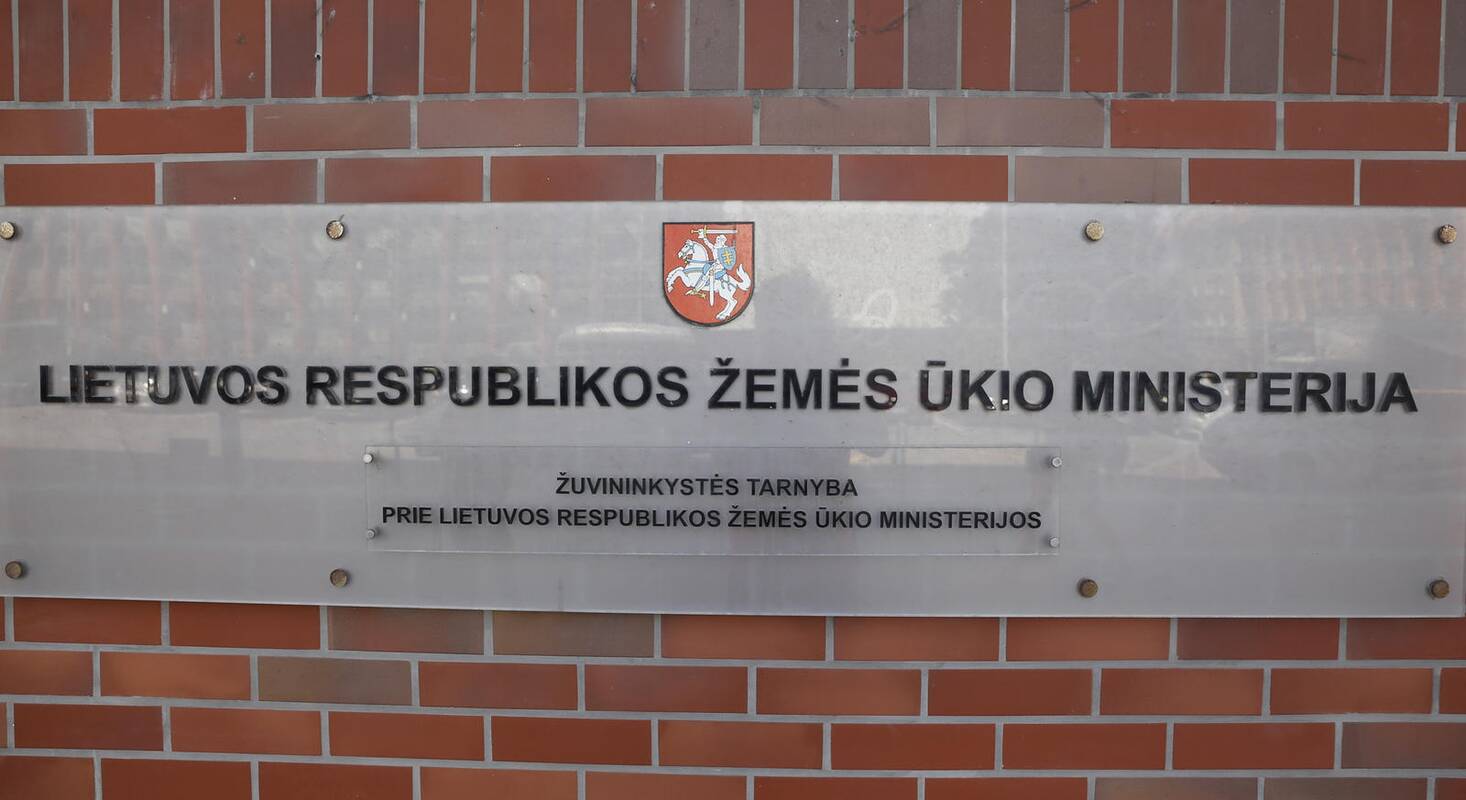 LIETUVOS RESPUBLIKOS ŽEMĖS ŪKIO MINISTERIJA
ŽUVININKYSTĖS TARNYBA
PRIE LIETUVOS RESPUBLIKOS ŽEMĖS ŪKIO MINISTERIJOS